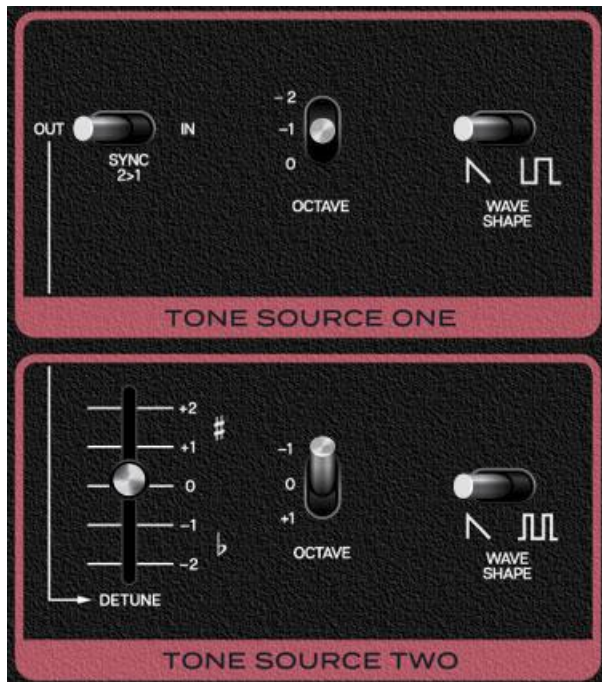 OUT
IN
SYNC
2>1
-2
-1
0
OCTAVE
WAVE
SHAPE
TONE SOURCE ONE
+2
+1
0
-1
-2
♯
♭
DETUNE
-1
0
+1
OCTAVE
WAVE
SHAPE
TONE SOURCE TWO